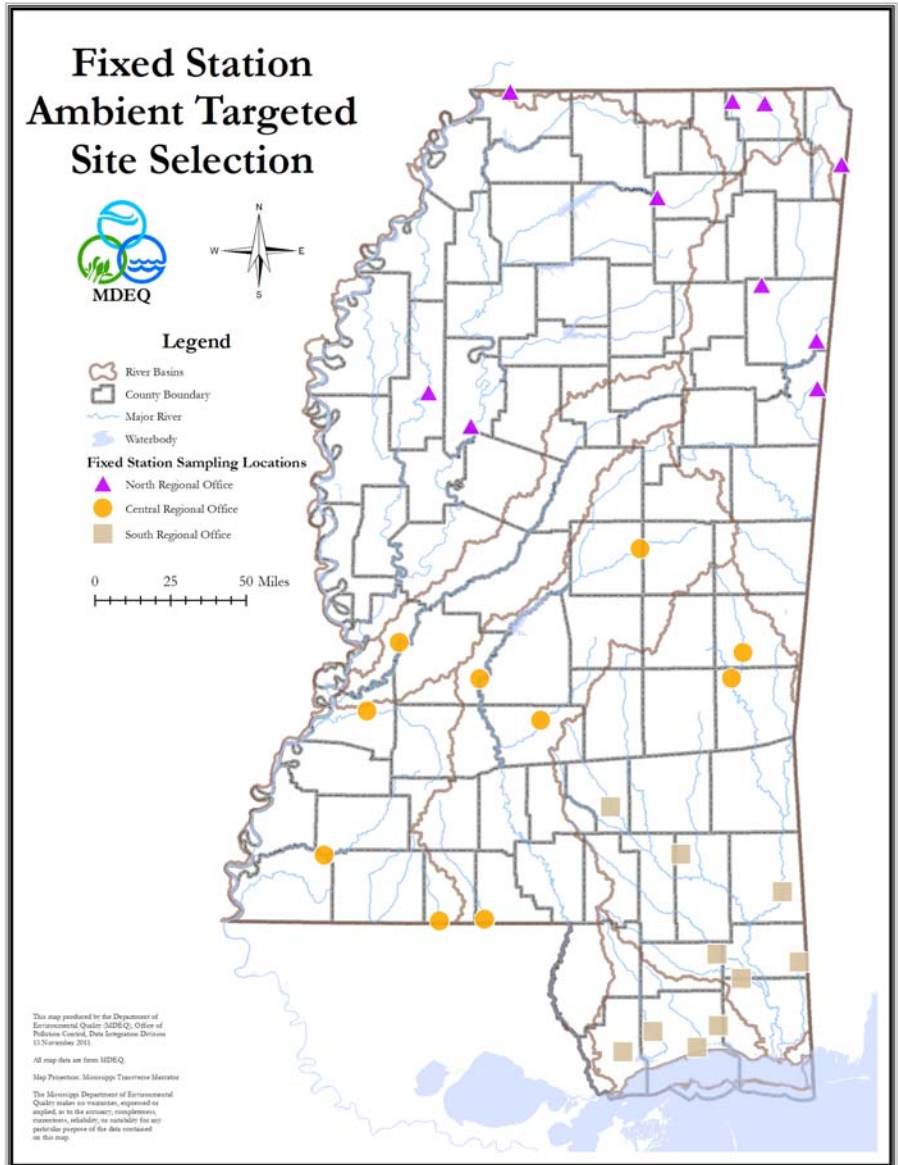 Fixed Station
Ambient Targeted
Site Selection
N
W
E
S
MDEQ
Legend
River Basins
County Boundary
Major River
Waterbody
Fixed Station Sampling Locations
North Regional Office
Central Regional Office
South Regional Office
0 25 50 Miles
This map produced by the Department of
Environmental Quality (MDEQ), Office of
Pollution Control, Data Integration Division
15 November 2011.
All map data are from MDEQ.
Map Projection: Mississippi Transverse Mercator
The Mississippi Department of Environmental
Quality makes no warranties, expressed or
implied, as to the accuracy, completeness,
currentness, reliability, or suitability for any
particular purpose of the data contained
on this map.